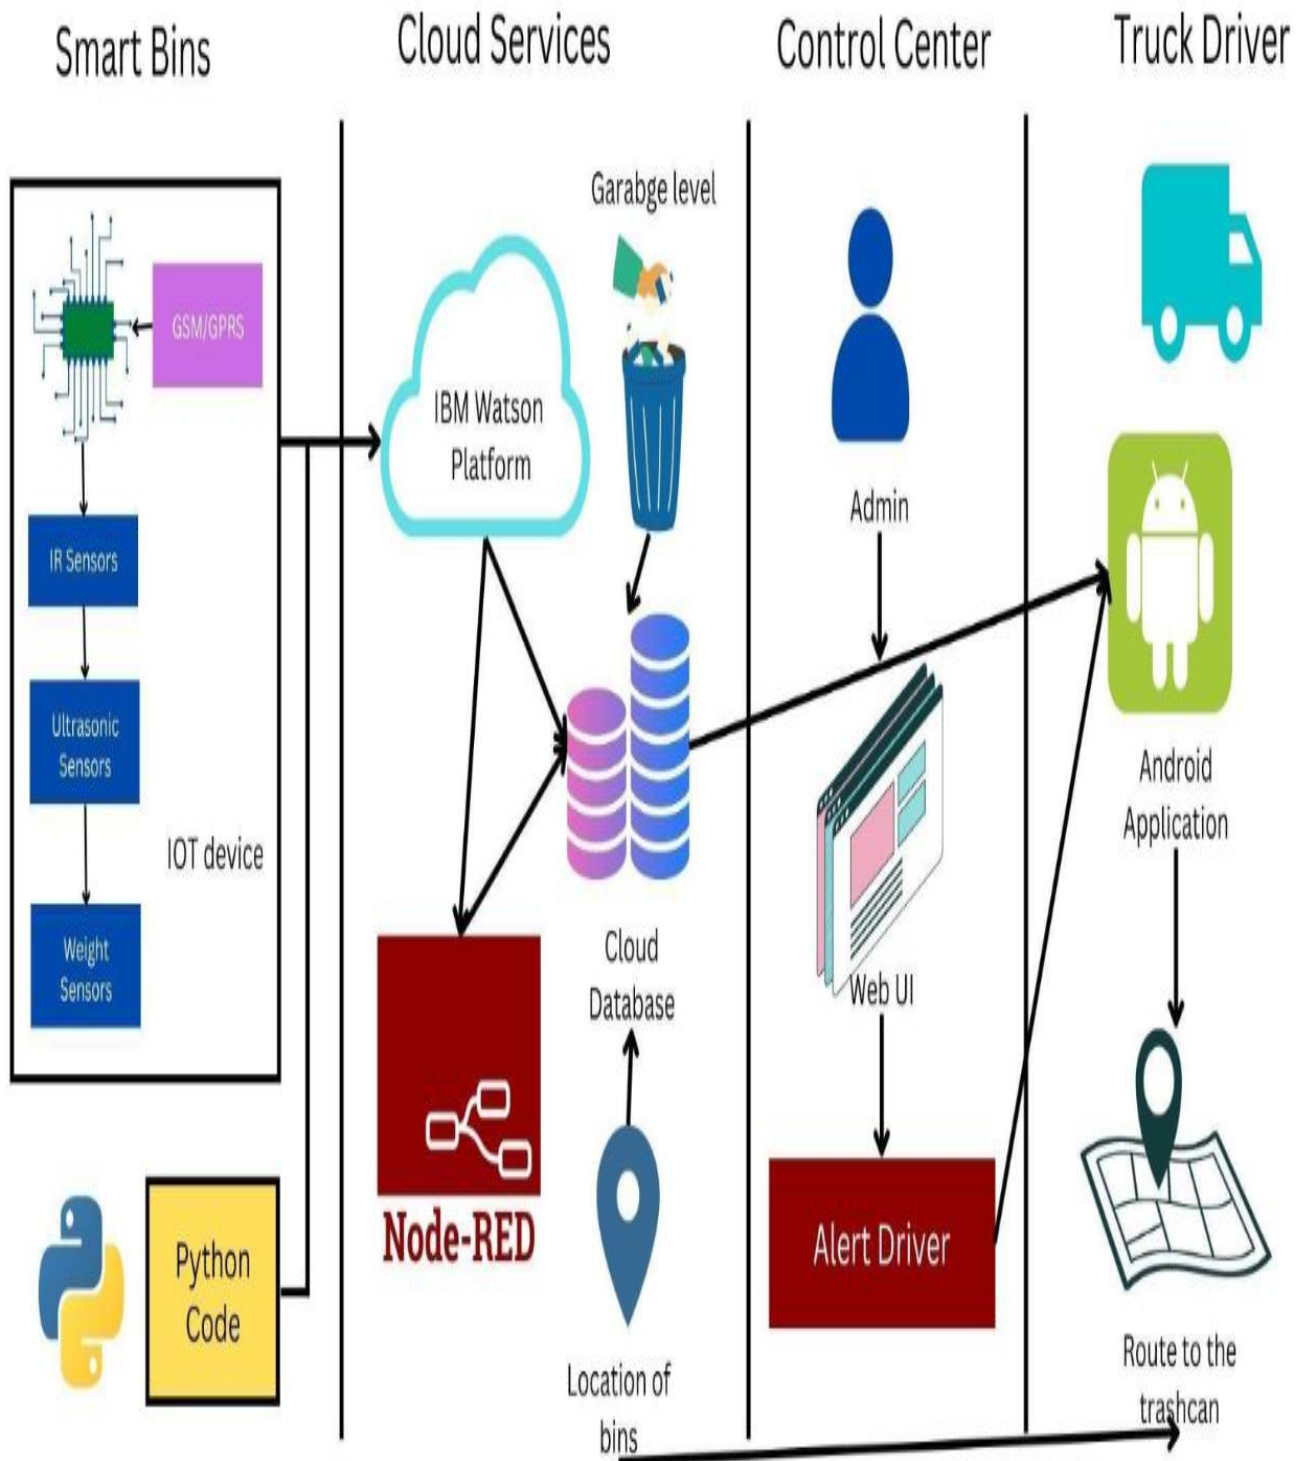 Smart Bins
Cloud Services
Control Center
Truck Driver
GSM/GPRS
IR Sensors
Ultrasonic
Sensors
IOT device
Weight
Sensors
Python
Code
Garabge level
IBM Watson
Platform
Cloud
Database
Node-RED
Location of
bins
Admin
Web UI
Alert Driver
Android
Application
Route to the
trashcan